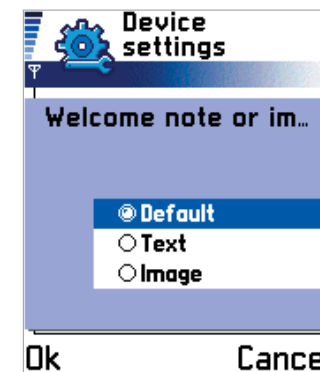 Device
settings
Welcome note or im…
Default
Text
Image
Ok Cance